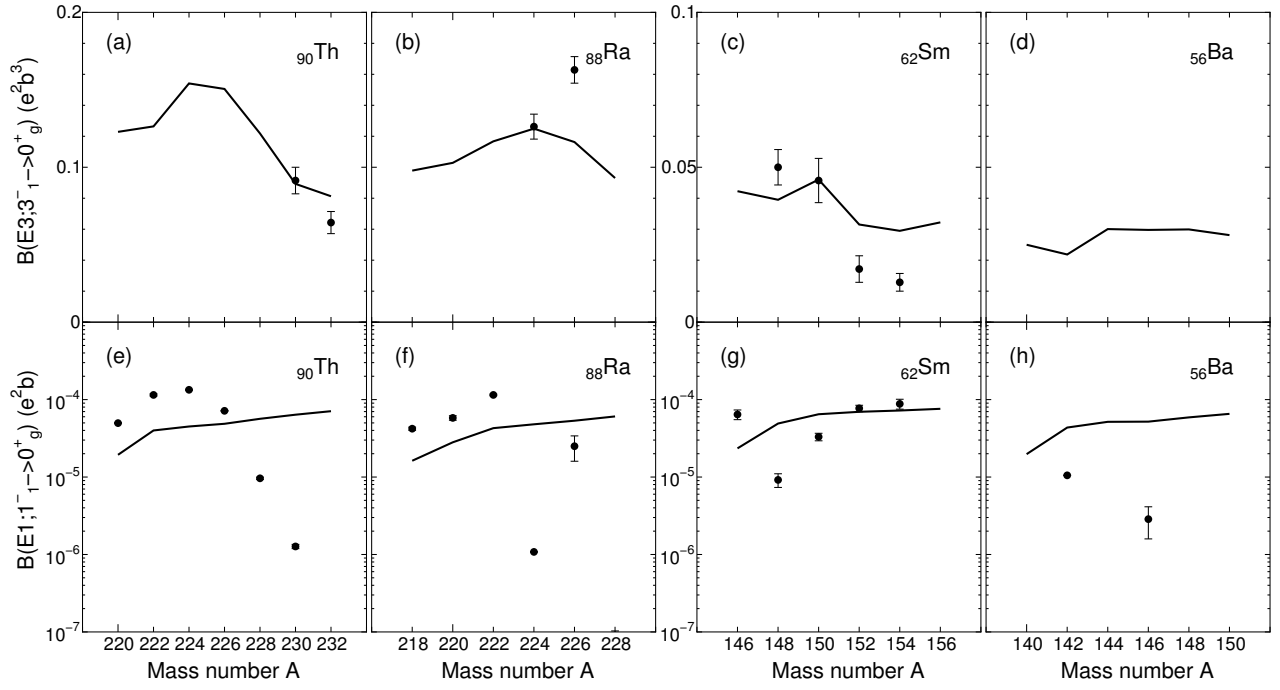 0.2
(a)
₉₀Th
0.1
0
B(E3;3⁻₁->0⁺g) (e²b³)
(b)
₈₈Ra
0.1
(c)
₆₂Sm
0.05
0
(d)
₅₆Ba
(e)
₉₀Th
10⁻⁴
10⁻⁵
10⁻⁶
10⁻⁷
B(E1;1⁻₁->0⁺g) (e²b)
220 222 224 226 228 230 232
Mass number A
(f)
₈₈Ra
218 220 222 224 226 228
Mass number A
(g)
₆₂Sm
10⁻⁴
10⁻⁵
10⁻⁶
10⁻⁷
146 148 150 152 154 156
Mass number A
(h)
₅₆Ba
140 142 144 146 148 150
Mass number A